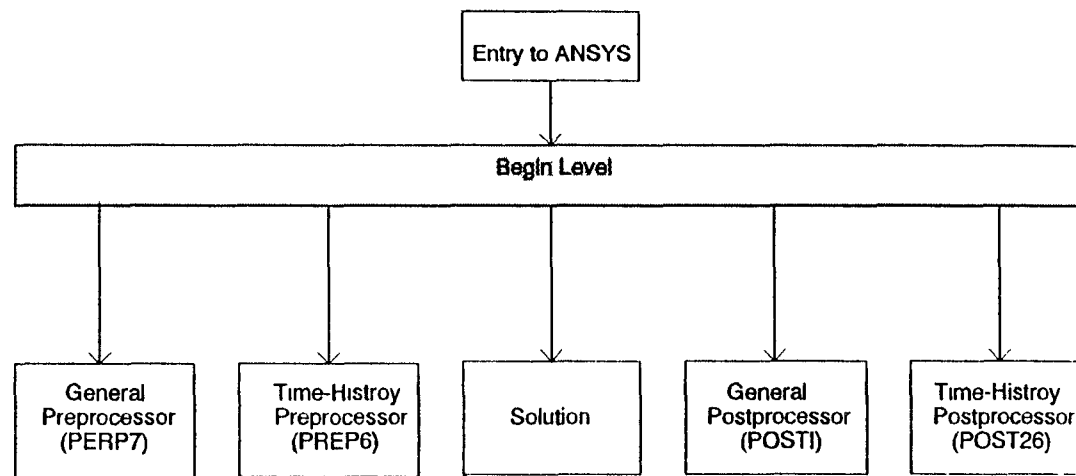 Entry to ANSYS
Begin Level
General
Preprocessor
(PERP7)
Time-Histroy
Preprocessor
(PREP6)
Solution
General
Postprocessor
(POSTI)
Time-Histroy
Postprocessor
(POST26)